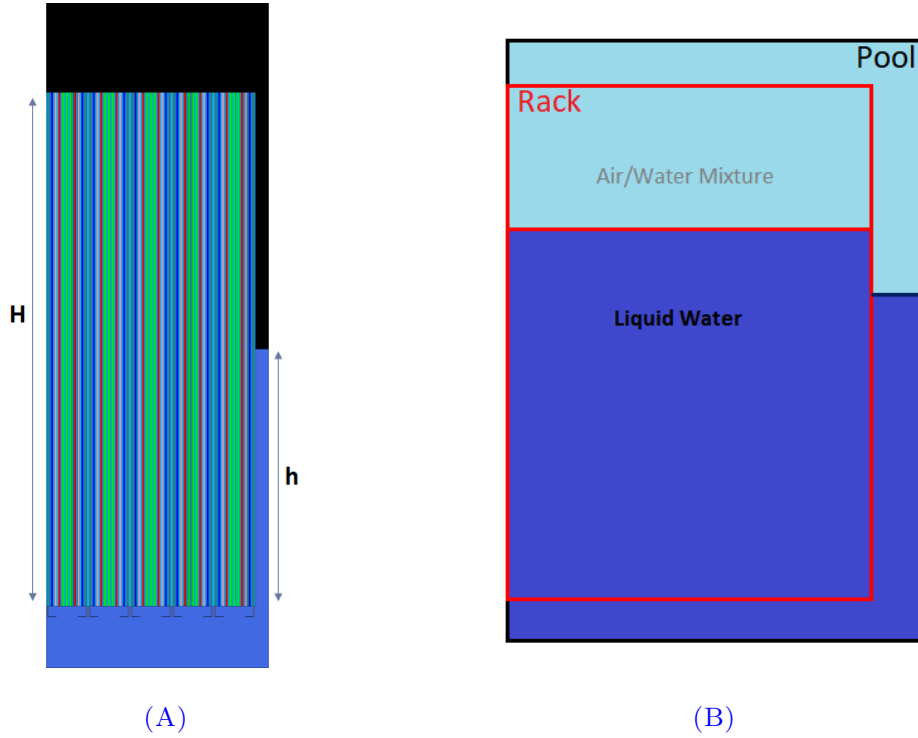 H
h
Pool
Rack
Air/Water Mixture
Liquid Water
(A)
(B)